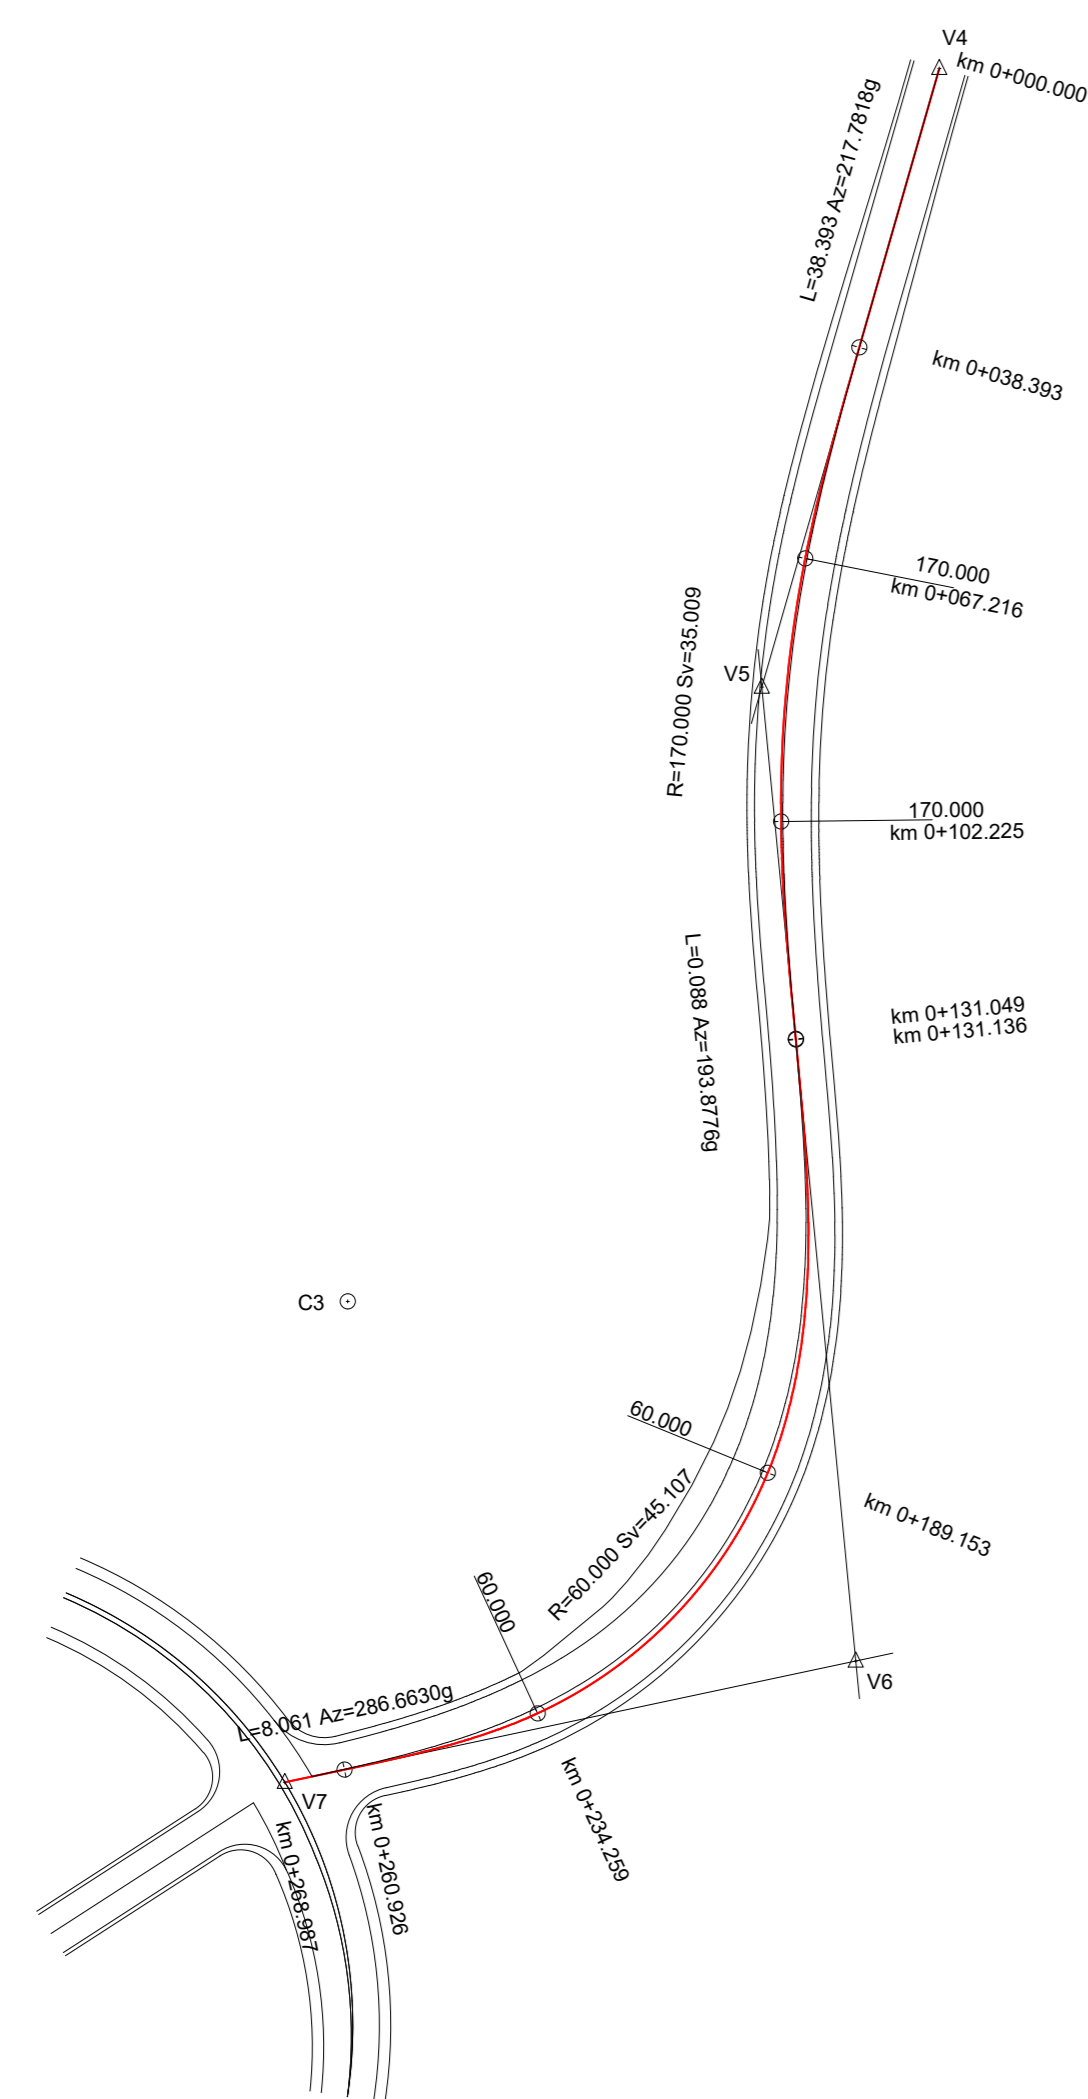 V4
km 0+000.000
L=38.393 Az=217.7818g
km 0+038.393
170.000
km 0+067.216
R=170.000 Sv=35.009
V5
170.000
km 0+102.225
L=0.088 Az=193.8776g
km 0+131.049
km 0+131.136
C3
60.000
km 0+189.153
R=60.000 Sv=45.107
60.000
V6
L=8.061 Az=286.6630g
V7
km 0+234.259
km 0+260.926
km 0+268.987